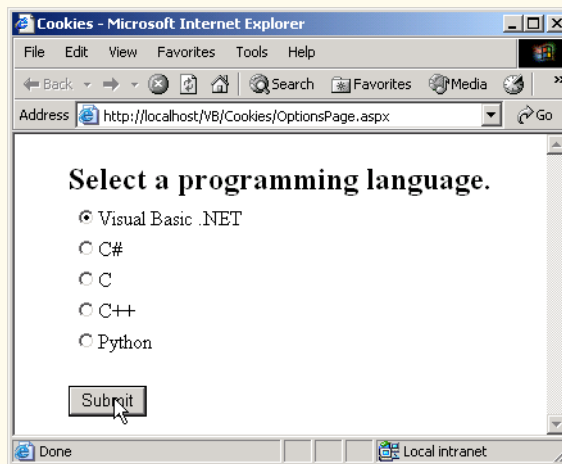 Cookies - Microsoft Internet Explorer
File Edit View Favorites Tools Help
Back Search Favorites Media »
Address http://localhost/VB/Cookies/OptionsPage.aspx Go
Select a programming language.
Visual Basic .NET
C#
C
C++
Python
Submit
Done Local intranet